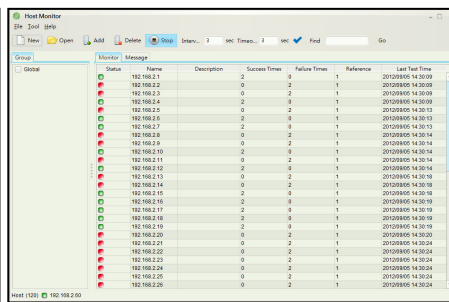 Host Monitor
File Tool Help
New Open Add Delete Stop Interv... 3 sec Timeo... 3 sec Find Go
Group Monitor Message
Global Status Name Description Success Times Failure Times Reference Last Test Time
192.168.2.1 2 0 1 2012/09/05 14:30:09
192.168.2.2 0 2 1 2012/09/05 14:30:09
192.168.2.3 0 2 1 2012/09/05 14:30:09
192.168.2.4 2 0 1 2012/09/05 14:30:09
192.168.2.5 2 0 1 2012/09/05 14:30:13
192.168.2.6 2 0 1 2012/09/05 14:30:13
192.168.2.7 0 2 1 2012/09/05 14:30:13
192.168.2.8 0 2 1 2012/09/05 14:30:14
192.168.2.9 0 2 1 2012/09/05 14:30:14
192.168.2.10 2 0 1 2012/09/05 14:30:14
192.168.2.11 0 2 1 2012/09/05 14:30:14
192.168.2.12 2 0 1 2012/09/05 14:30:14
192.168.2.13 0 2 1 2012/09/05 14:30:18
192.168.2.14 0 2 1 2012/09/05 14:30:18
192.168.2.15 2 0 1 2012/09/05 14:30:18
192.168.2.16 2 0 1 2012/09/05 14:30:19
192.168.2.17 2 0 1 2012/09/05 14:30:19
192.168.2.18 2 0 1 2012/09/05 14:30:19
192.168.2.19 2 0 1 2012/09/05 14:30:19
192.168.2.20 0 2 1 2012/09/05 14:30:20
192.168.2.21 0 2 1 2012/09/05 14:30:24
192.168.2.22 0 2 1 2012/09/05 14:30:24
192.168.2.23 0 2 1 2012/09/05 14:30:24
192.168.2.24 0 2 1 2012/09/05 14:30:24
192.168.2.25 0 2 1 2012/09/05 14:30:24
192.168.2.26 0 2 1 2012/09/05 14:30:24
Host (120) 192.168.2.60